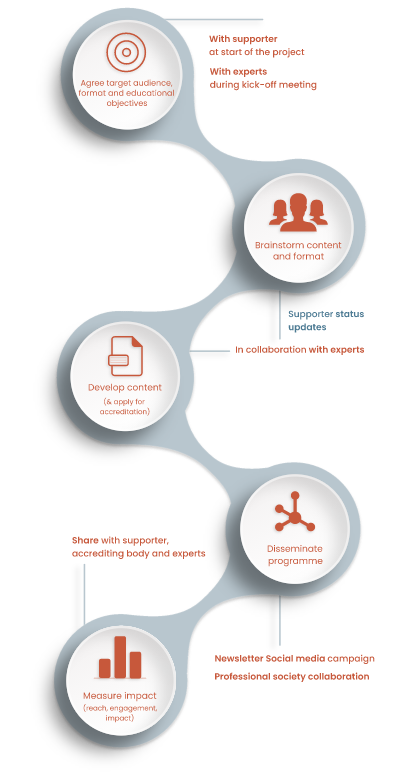 With supporter
at start of the project
With experts
during kick-off meeting
Agree target audience,
format and educational
objectives
Brainstorm content
and format
Supporter status
updates
In collaboration with experts
Develop content
(& apply for
accreditation)
Disseminate
programme
Share with supporter,
accrediting body and experts
Newsletter Social media campaign
Professional society collaboration
Measure impact
(reach, engagement,
impact)